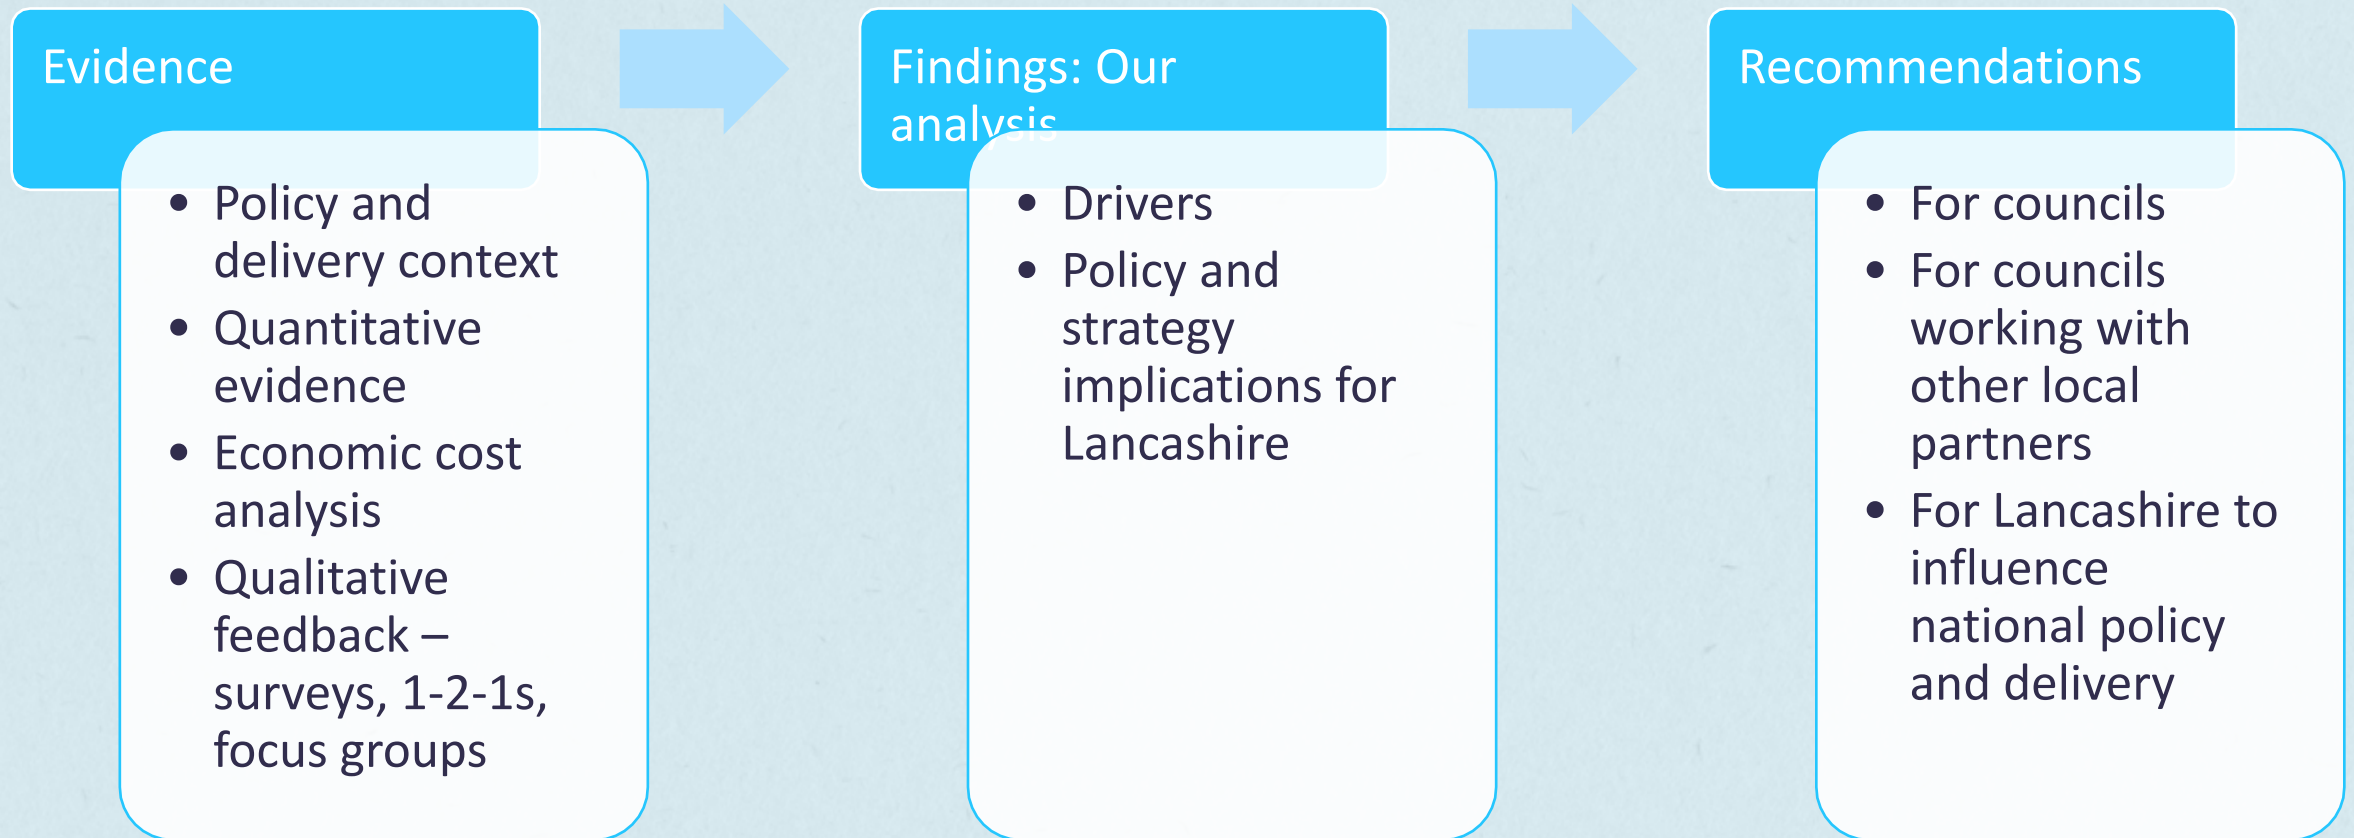 Evidence
• Policy and
delivery context
• Quantitative
evidence
• Economic cost
analysis
• Qualitative
feedback –
surveys, 1-2-1s,
focus groups
Findings: Our
analysis
• Drivers
• Policy and
strategy
implications for
Lancashire
Recommendations
• For councils
• For councils
working with
other local
partners
• For Lancashire to
influence
national policy
and delivery